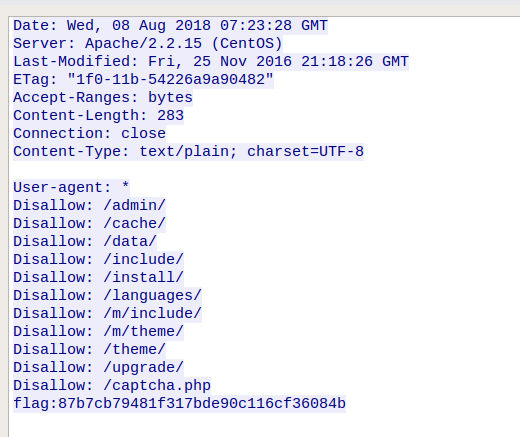 Date: Wed, 08 Aug 2018 07:23:28 GMT
Server: Apache/2.2.15 (CentOS)
Last-Modified: Fri, 25 Nov 2016 21:18:26 GMT
ETag: "1f0-11b-54226a9a90482"
Accept-Ranges: bytes
Content-Length: 283
Connection: close
Content-Type: text/plain; charset=UTF-8

User-agent: *
Disallow: /admin/
Disallow: /cache/
Disallow: /data/
Disallow: /include/
Disallow: /install/
Disallow: /languages/
Disallow: /m/include/
Disallow: /m/theme/
Disallow: /theme/
Disallow: /upgrade/
Disallow: /captcha.php
flag:87b7cb79481f317bde90c116cf36084b